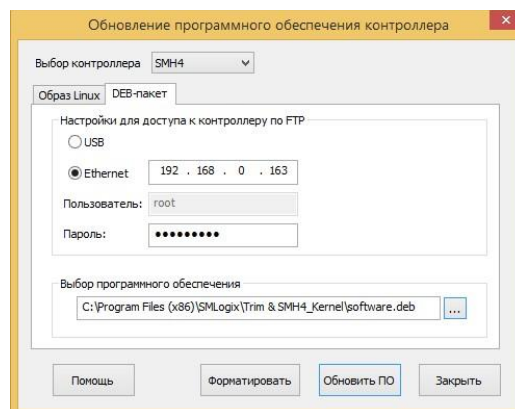 Обновление программного обеспечения контроллера
Выбор контроллера SMH4
Образ Linux DEB-пакет
Настройки для доступа к контроллеру по FTP
USB
Ethernet 192 . 168 . 0 . 163
Пользователь: root
Пароль: •••••••••
Выбор программного обеспечения
C:\Program Files (x86)\SMLogix\Trim & SMH4_Kernel\software.deb ...
Помощь Форматировать Обновить ПО Закрыть